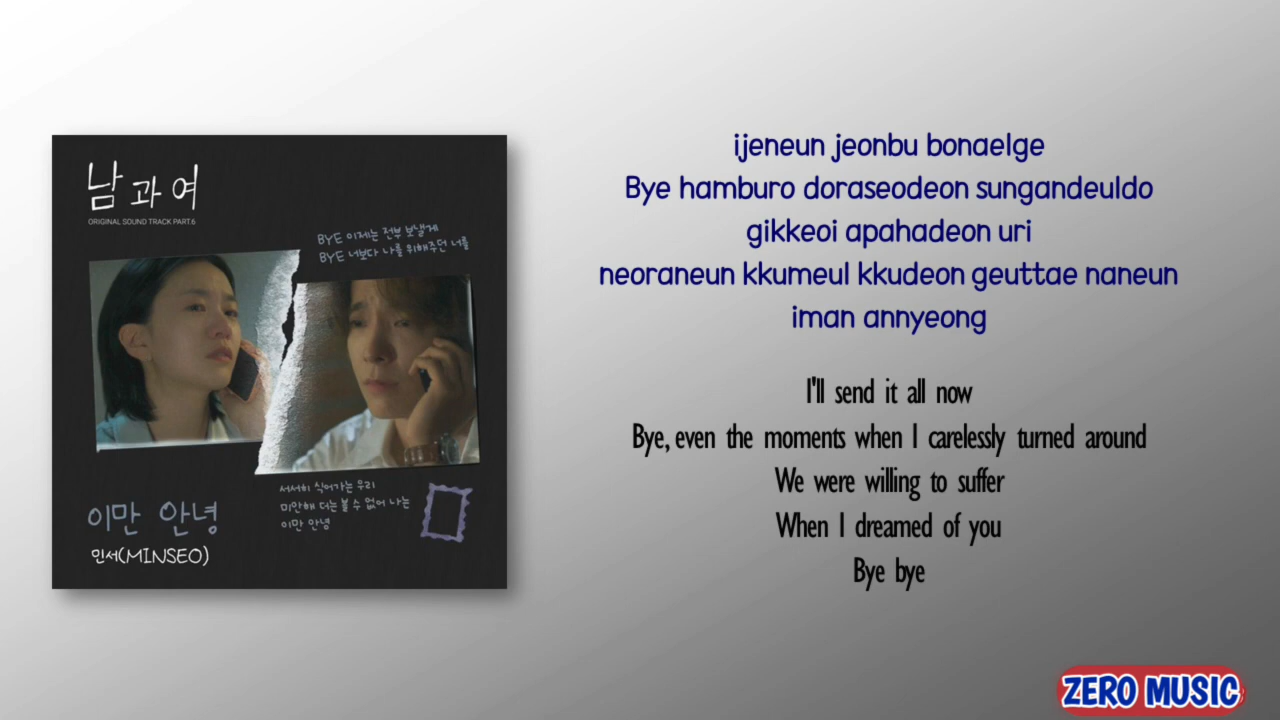 남과 여
ORIGINAL SOUND TRACK PART.6
BYE 이제는 전부 보낼게
BYE 너보다 나를 위해주던 너를
서서히 식어가는 우리
미안해 더는 볼 수 없어 나는
이만 안녕
이만 안녕
민서(MINSEO)
ijeneun jeonbu bonaelge
Bye hamburo doraseodeon sungandeuldo
gikkeoi apahadeon uri
neoraneun kkumeul kkudeon geuttae naneun
iman annyeong
I'll send it all now
Bye, even the moments when I carelessly turned around
We were willing to suffer
When I dreamed of you
Bye bye
ZERO MUSIC